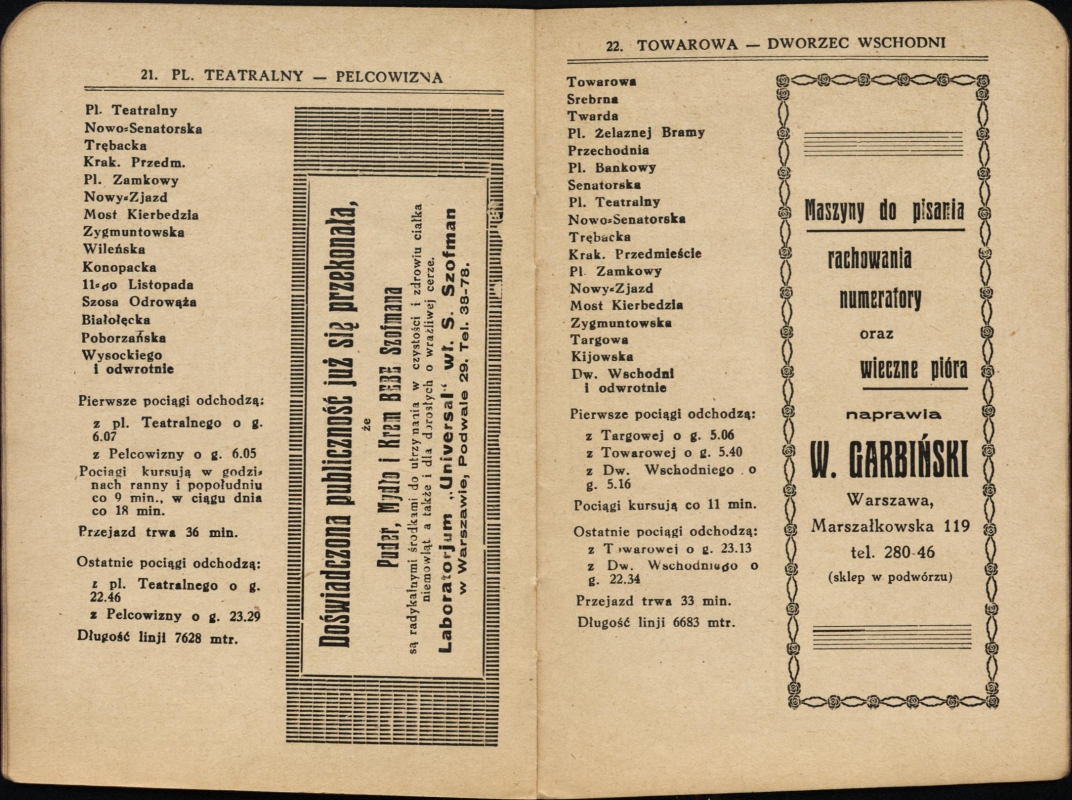 21. PL. TEATRALNY — PELCOWIZNA
Pl. Teatralny
Nowo-Senatorska
Trębacka
Krak. Przedm.
Pl. Zamkowy
Nowy-Zjazd
Most Kierbedzia
Zygmuntowska
Wileńska
Konopacka
11-go Listopada
Szosa Odrowąża
Białołęcka
Poborzańska
Wysockiego
i odwrotnie
Pierwsze pociągi odchodzą:
z pl. Teatralnego o g.
6.07
z Pelcowizny o g. 6.05
Pociągi kursują w godzi-
nach ranny i popołudniu
co 9 min., w ciągu dnia
co 18 min.
Przejazd trwa 36 min.
Ostatnie pociągi odchodzą:
z pl. Teatralnego o g.
22.46
z Pelcowizny o g. 23.29
Długość linji 7628 mtr.
Doświadczona publiczność już się przekonała,
że
Puder, Mydło i Krem BEBE Szofmana
są radykalnymi środkami do utrzymania w czystości i zdrowiu ciałka
niemowląt a także i dla dorosłych o wrażliwej cerze.
Laboratorjum „Universal" wł. S. Szofman
w Warszawie, Podwale 29. Tel. 38-78.
22. TOWAROWA — DWORZEC WSCHODNI
Towarowa
Srebrna
Twarda
Pl. Żelaznej Bramy
Przechodnia
Pl. Bankowy
Senatorska
Pl. Teatralny
Nowo-Senatorska
Trębacka
Krak. Przedmieście
Pl. Zamkowy
Nowy-Zjazd
Most Kierbedzia
Zygmuntowska
Targowa
Kijowska
Dw. Wschodni
i odwrotnie
Pierwsze pociągi odchodzą:
z Targowej o g. 5.06
z Towarowej o g. 5.40
z Dw. Wschodniego o
g. 5.16
Pociągi kursują co 11 min.
Ostatnie pociągi odchodzą:
z Towarowej o g. 23.13
z Dw. Wschodniego o
g. 22.34
Przejazd trwa 33 min.
Długość linji 6683 mtr.
Maszyny do pisania
rachowania
numeratory
oraz
wieczne pióra
naprawia
W. GARBIŃSKI
Warszawa,
Marszałkowska 119
tel. 280-46
(sklep w podwórzu)